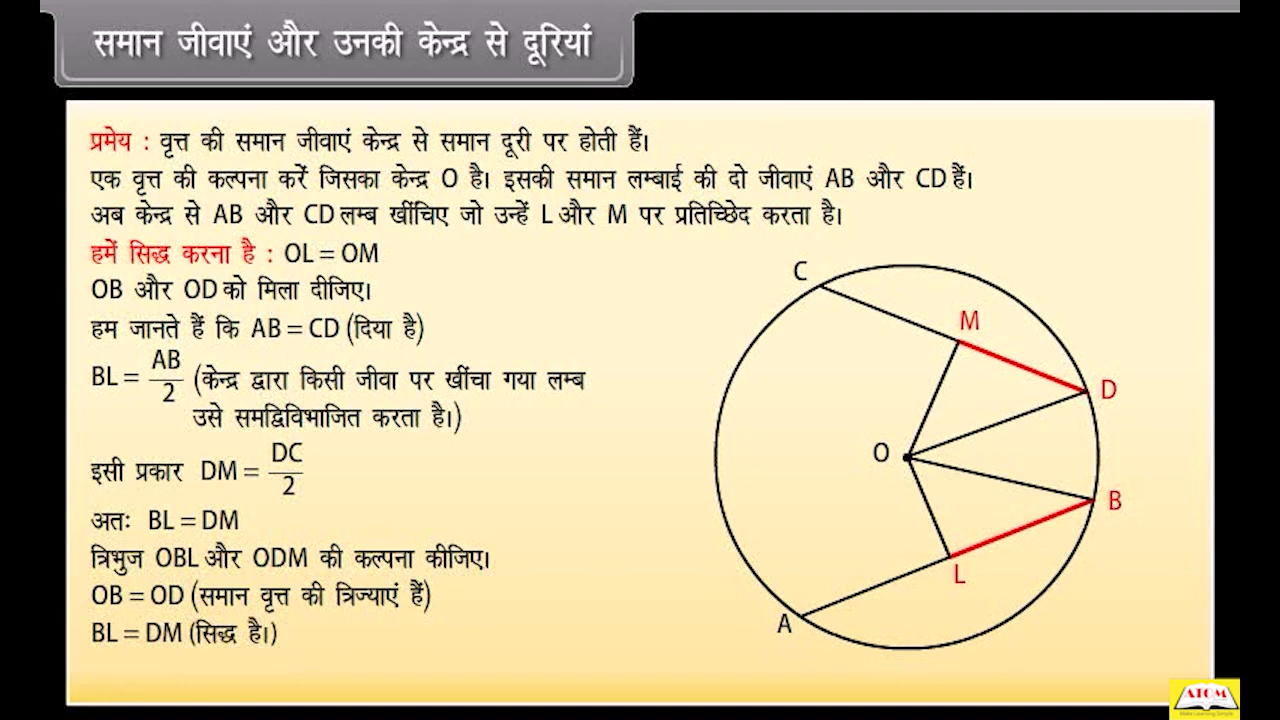 समान जीवाएं और उनकी केन्द्र से दूरियां
प्रमेय : वृत्त की समान जीवाएं केन्द्र से समान दूरी पर होती हैं।
एक वृत्त की कल्पना करें जिसका केन्द्र O है। इसकी समान लम्बाई की दो जीवाएं AB और CD हैं।
अब केन्द्र से AB और CD लम्ब खींचिए जो उन्हें L और M पर प्रतिच्छेद करता है।
हमें सिद्ध करना है : OL = OM
OB और OD को मिला दीजिए।
हम जानते हैं कि AB = CD (दिया है)
BL = AB/2 (केन्द्र द्वारा किसी जीवा पर खींचा गया लम्ब
उसे समद्विविभाजित करता है।)
इसी प्रकार DM = DC/2
अतः BL = DM
त्रिभुज OBL और ODM की कल्पना कीजिए।
OB = OD (समान वृत्त की त्रिज्याएं हैं)
BL = DM (सिद्ध है।)
C
M
D
O
B
L
A
ATOM
Make Learning Simple